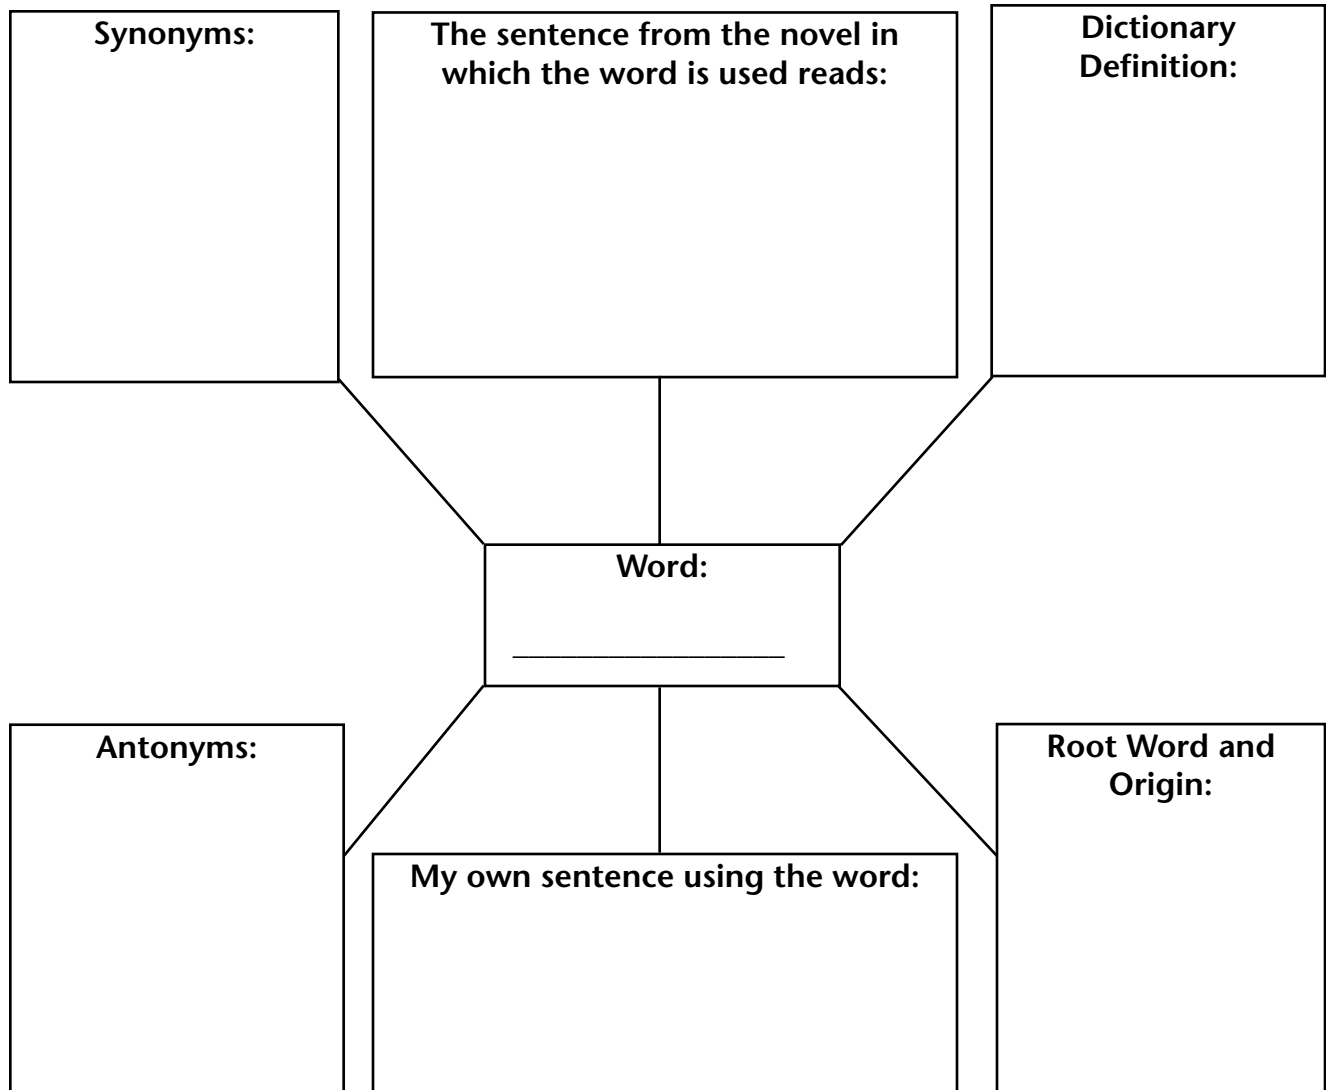 Synonyms:
The sentence from the novel in
which the word is used reads:
Dictionary
Definition:
Word:
_________________
Antonyms:
My own sentence using the word:
Root Word and
Origin: